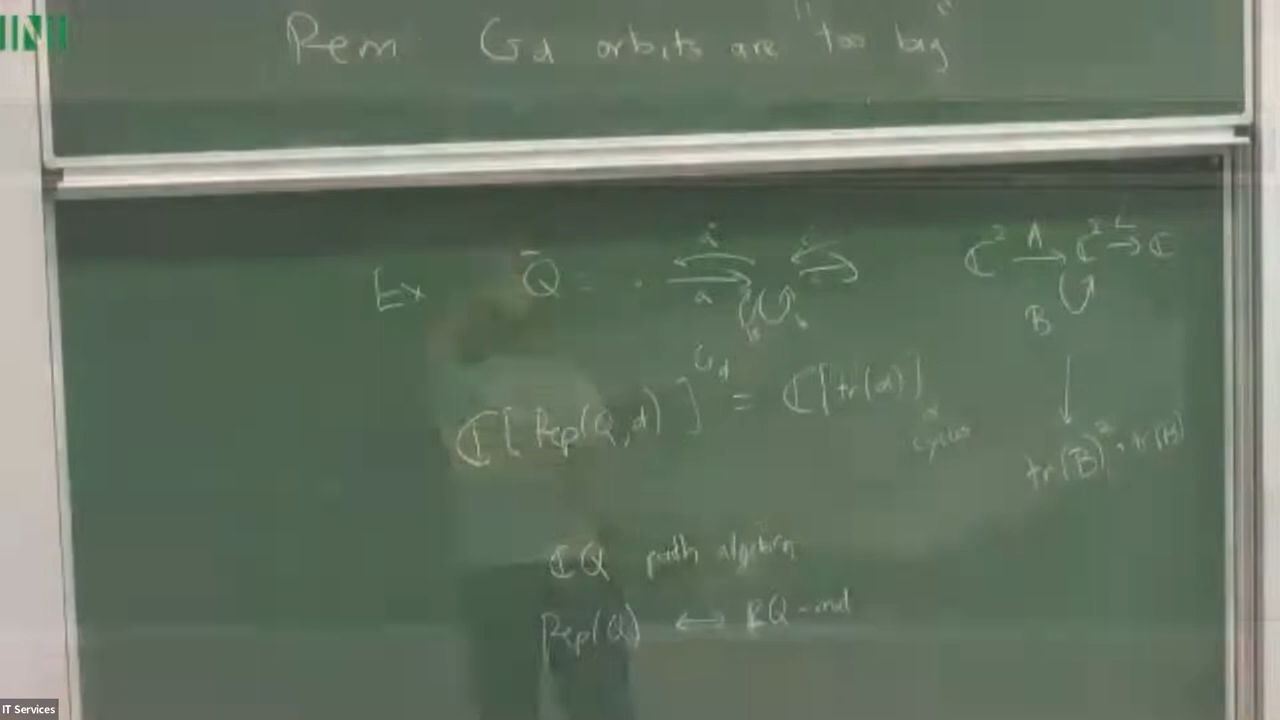 INI
Rem G_d orbits are "too big"
Ex Q̄ = · a
ℂ² A ℂ² L ℂ
B
ℂ[Rep(Q,d)]^{G_d} = ℂ[tr(α)] α cycles
tr(B)², tr(B)
ℂQ path algebra
Rep(Q) ↔ ℂQ-mod
IT Services